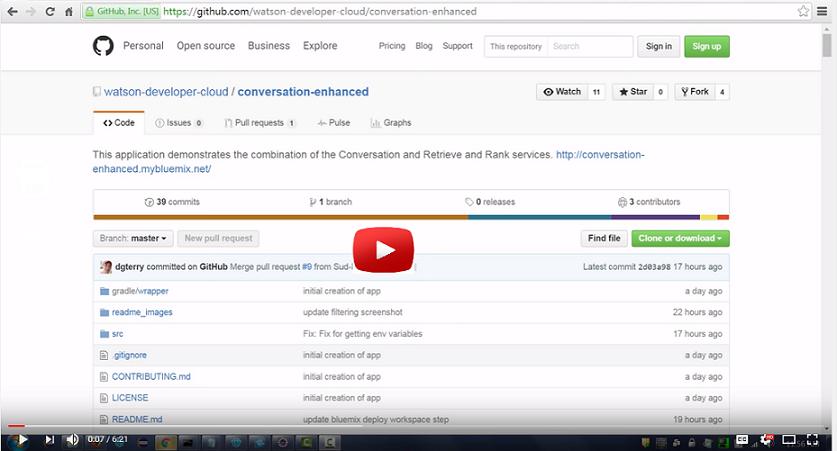 GitHub, Inc. [US] https://github.com/watson-developer-cloud/conversation-enhanced
Personal Open source Business Explore Pricing Blog Support This repository Search Sign in Sign up
watson-developer-cloud / conversation-enhanced Watch 11 Star 0 Fork 4
Code Issues 0 Pull requests 1 Pulse Graphs
This application demonstrates the combination of the Conversation and Retrieve and Rank services. http://conversation-
enhanced.mybluemix.net/
39 commits 1 branch 0 releases 3 contributors
Branch: master New pull request Find file Clone or download
dgterry committed on GitHub Merge pull request #9 from Sud- Latest commit 2d03a98 17 hours ago
gradle/wrapper initial creation of app a day ago
readme_images update filtering screenshot 22 hours ago
src Fix: Fix for getting env variables 17 hours ago
.gitignore initial creation of app a day ago
CONTRIBUTING.md initial creation of app a day ago
LICENSE initial creation of app a day ago
README.md update bluemix deploy workspace step 19 hours ago
0:07 / 6:21 CC